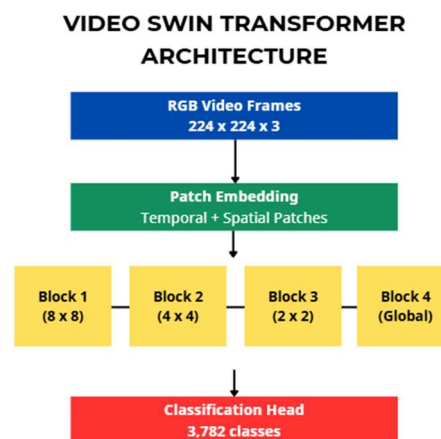 VIDEO SWIN TRANSFORMER
ARCHITECTURE
RGB Video Frames
224 x 224 x 3
Patch Embedding
Temporal + Spatial Patches
Block 1
(8 x 8)
Block 2
(4 x 4)
Block 3
(2 x 2)
Block 4
(Global)
Classification Head
3,782 classes